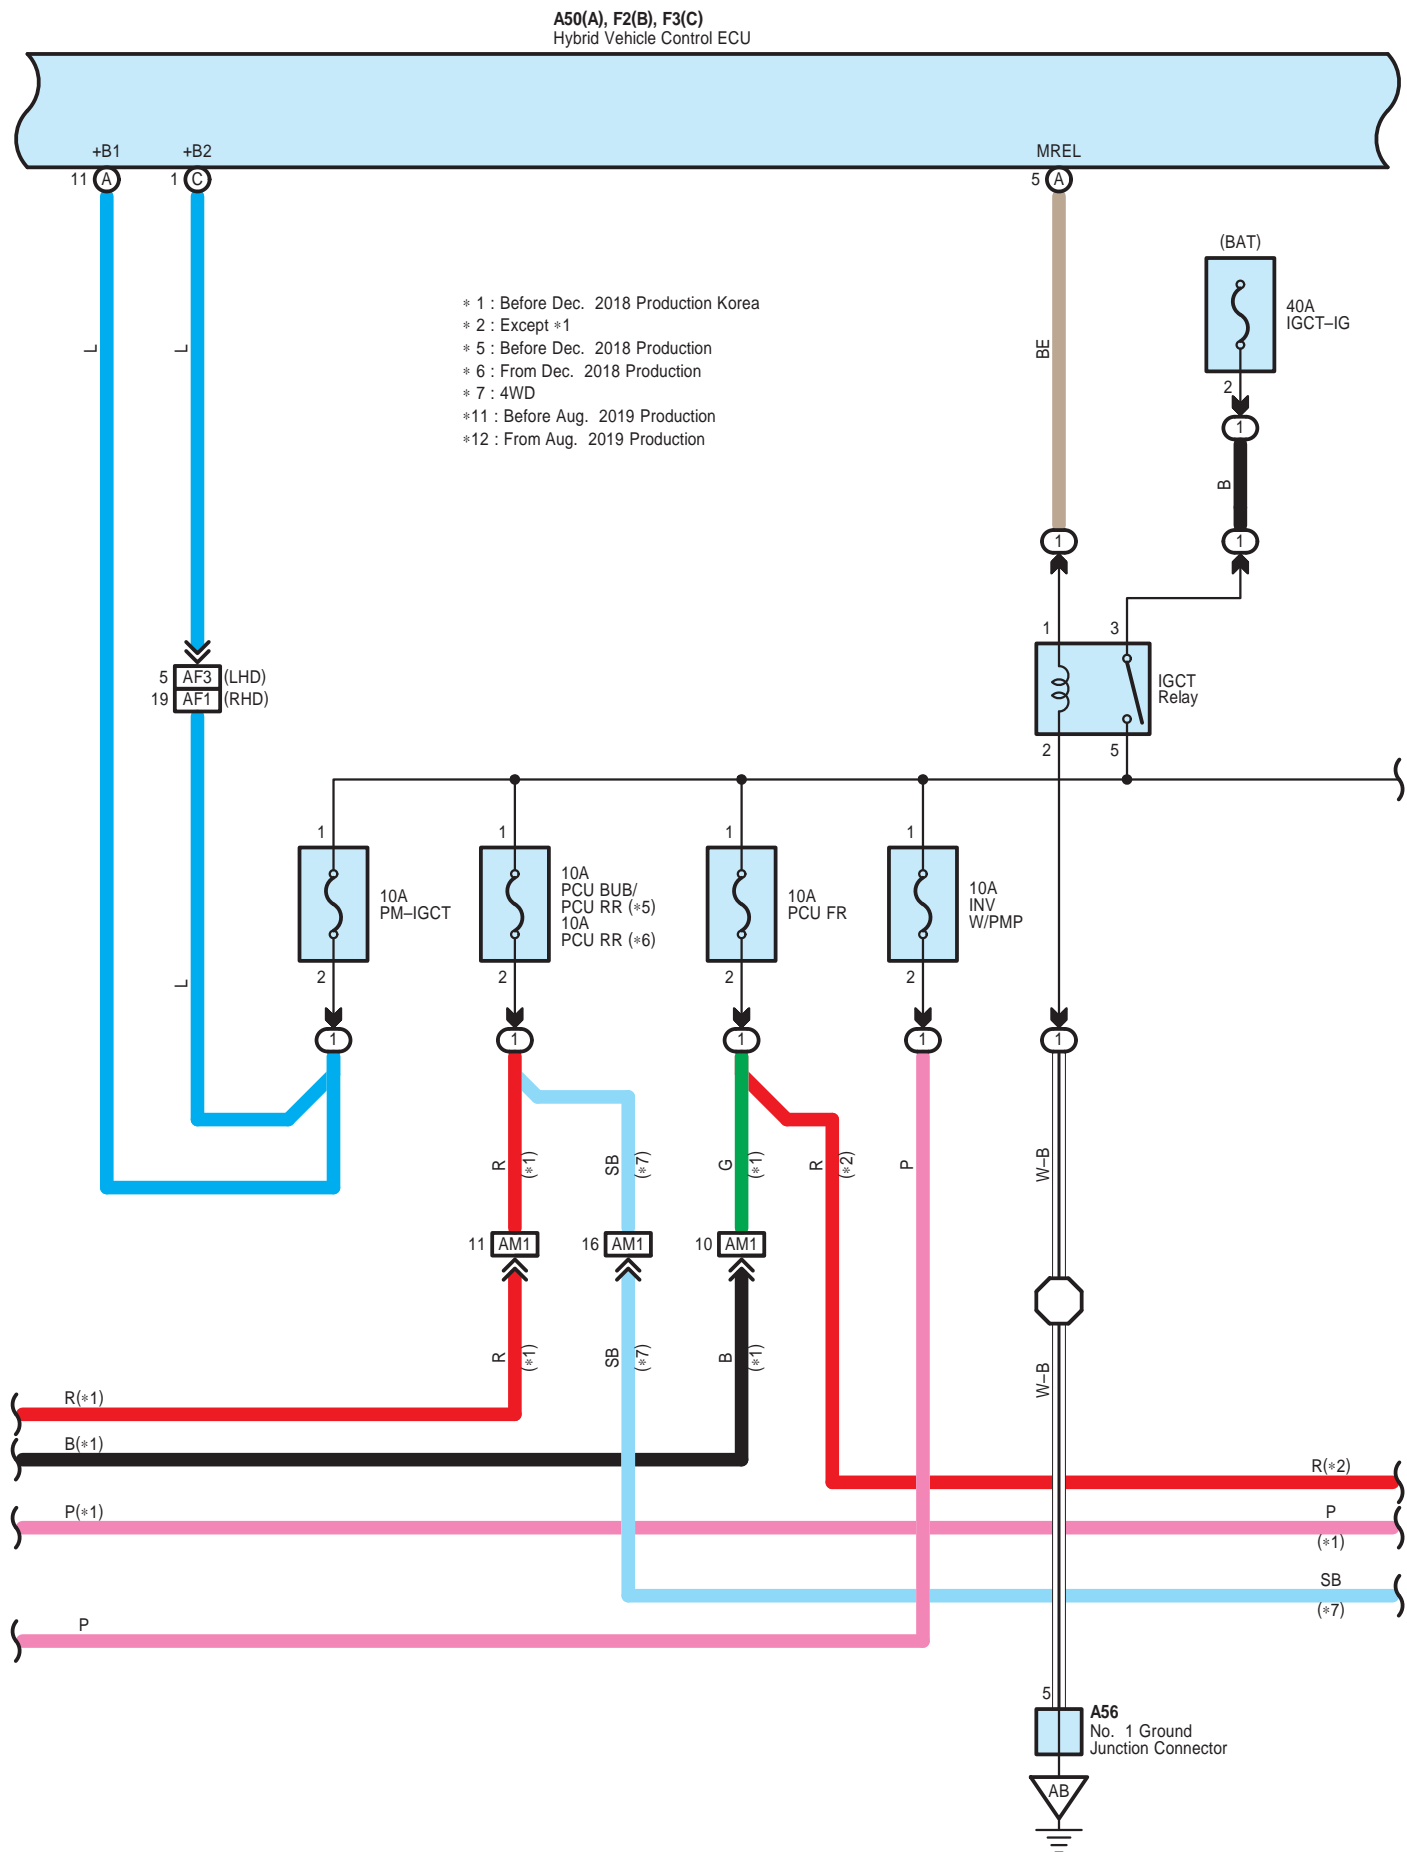 A50(A), F2(B), F3(C)
Hybrid Vehicle Control ECU
+B1
+B2
MREL
11 A
1 C
5 A
(BAT)
40A
IGCT–IG
∗ 1 : Before Dec. 2018 Production Korea
∗ 2 : Except ∗1
∗ 5 : Before Dec. 2018 Production
∗ 6 : From Dec. 2018 Production
∗ 7 : 4WD
∗11 : Before Aug. 2019 Production
∗12 : From Aug. 2019 Production
L
L
BE
2
1
B
1
1
1
3
5 AF3 (LHD)
19 AF1 (RHD)
IGCT
Relay
2
5
1
1
1
1
10A
PM–IGCT
10A
PCU BUB/
PCU RR (∗5)
10A
PCU RR (∗6)
10A
PCU FR
10A
INV
W/PMP
L
2
2
2
2
1
1
1
1
1
R
(∗1)
SB
(∗7)
G
(∗1)
R
(∗2)
P
W–B
11 AM1
16 AM1
10 AM1
R
(∗1)
SB
(∗7)
B
(∗1)
W–B
R(∗1)
B(∗1)
R(∗2)
P(∗1)
P
(∗1)
SB
(∗7)
P
5
A56
No. 1 Ground
Junction Connector
AB